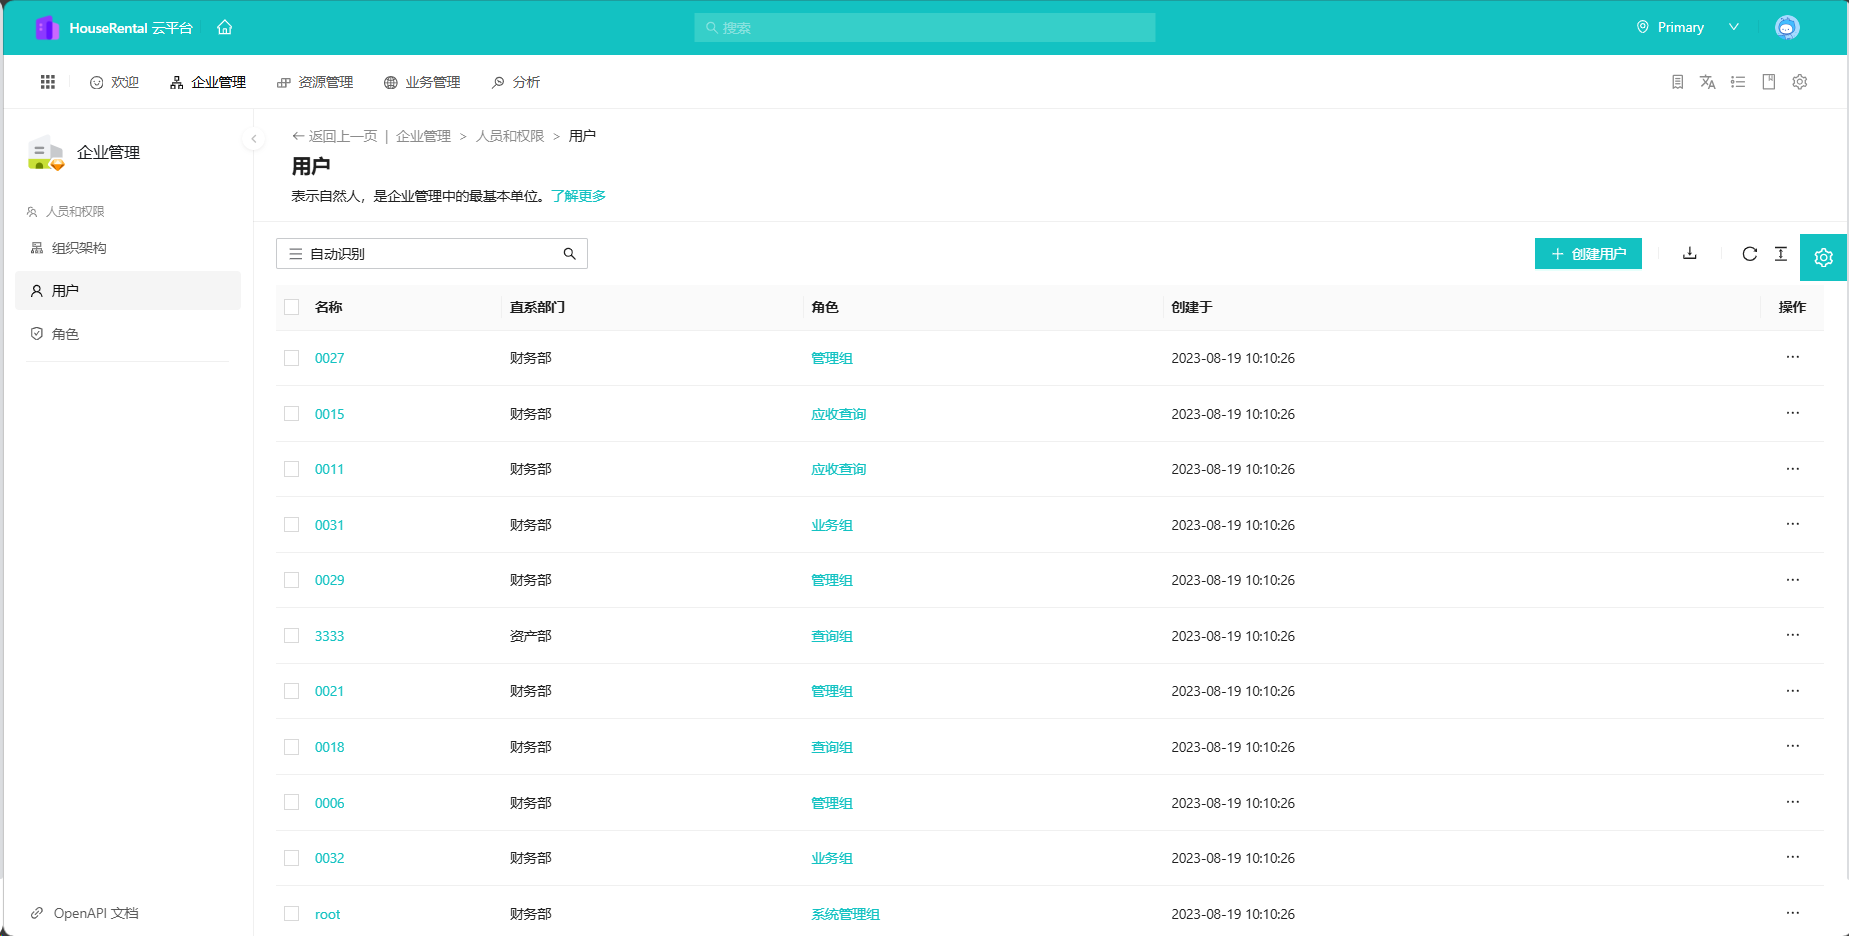 HouseRental 云平台
搜索
Primary
欢迎
企业管理
资源管理
业务管理
分析
企业管理
人员和权限
组织架构
用户
角色
OpenAPI 文档
返回上一页 | 企业管理 > 人员和权限 > 用户
用户
表示自然人，是企业管理中的最基本单位。了解更多
自动识别
创建用户
名称 直系部门 角色 创建于 操作
0027 财务部 管理组 2023-08-19 10:10:26
0015 财务部 应收查询 2023-08-19 10:10:26
0011 财务部 应收查询 2023-08-19 10:10:26
0031 财务部 业务组 2023-08-19 10:10:26
0029 财务部 管理组 2023-08-19 10:10:26
3333 资产部 查询组 2023-08-19 10:10:26
0021 财务部 管理组 2023-08-19 10:10:26
0018 财务部 查询组 2023-08-19 10:10:26
0006 财务部 管理组 2023-08-19 10:10:26
0032 财务部 业务组 2023-08-19 10:10:26
root 财务部 系统管理组 2023-08-19 10:10:26